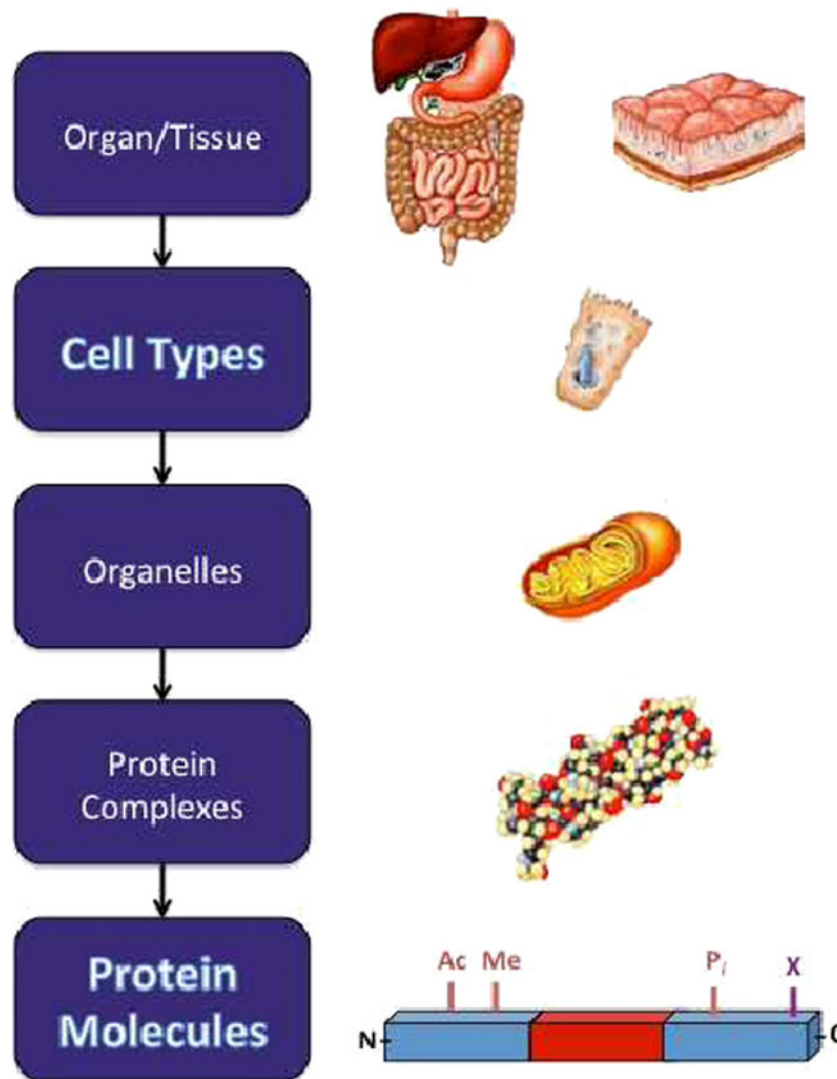 Organ/Tissue
Cell Types
Organelles
Protein
Complexes
Protein
Molecules
Ac Me Pi X
N C